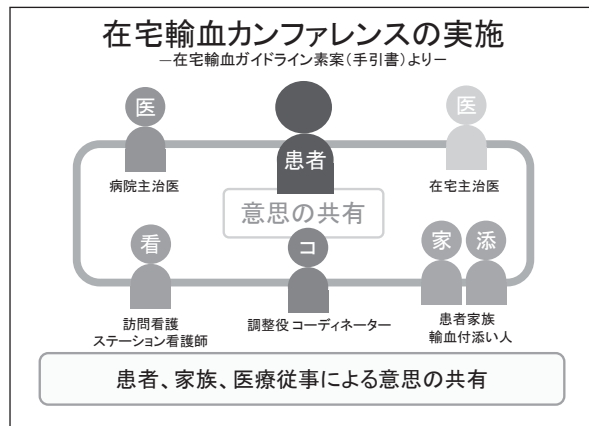 在宅輸血カンファレンスの実施
―在宅輸血ガイドライン素案(手引書)より―
医
患者
医
病院主治医
在宅主治医
意思の共有
看
コ
家
添
訪問看護
ステーション看護師
調整役 コーディネーター
患者家族
輸血付添い人
患者、家族、医療従事による意思の共有